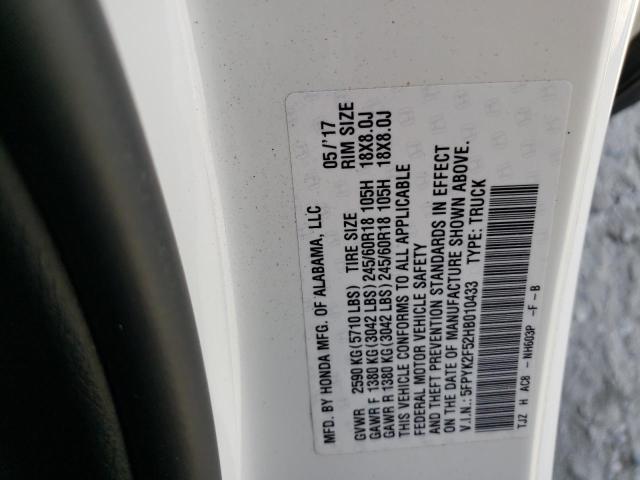 MFD. BY HONDA MFG. OF ALABAMA, LLC 05/'17
GVWR 2590 KG(5710 LBS) TIRE SIZE RIM SIZE
GAWR F 1380 KG(3042 LBS)245/60R18 105H 18X8.0J
GAWR R 1380 KG(3042 LBS)245/60R18 105H 18X8.0J
THIS VEHICLE CONFORMS TO ALL APPLICABLE
FEDERAL MOTOR VEHICLE SAFETY
AND THEFT PREVENTION STANDARDS IN EFFECT
ON THE DATE OF MANUFACTURE SHOWN ABOVE.
V.I.N.: 5FPYK2F52HB010433 TYPE: TRUCK
TJZ H AC8 - NH603P -F -B